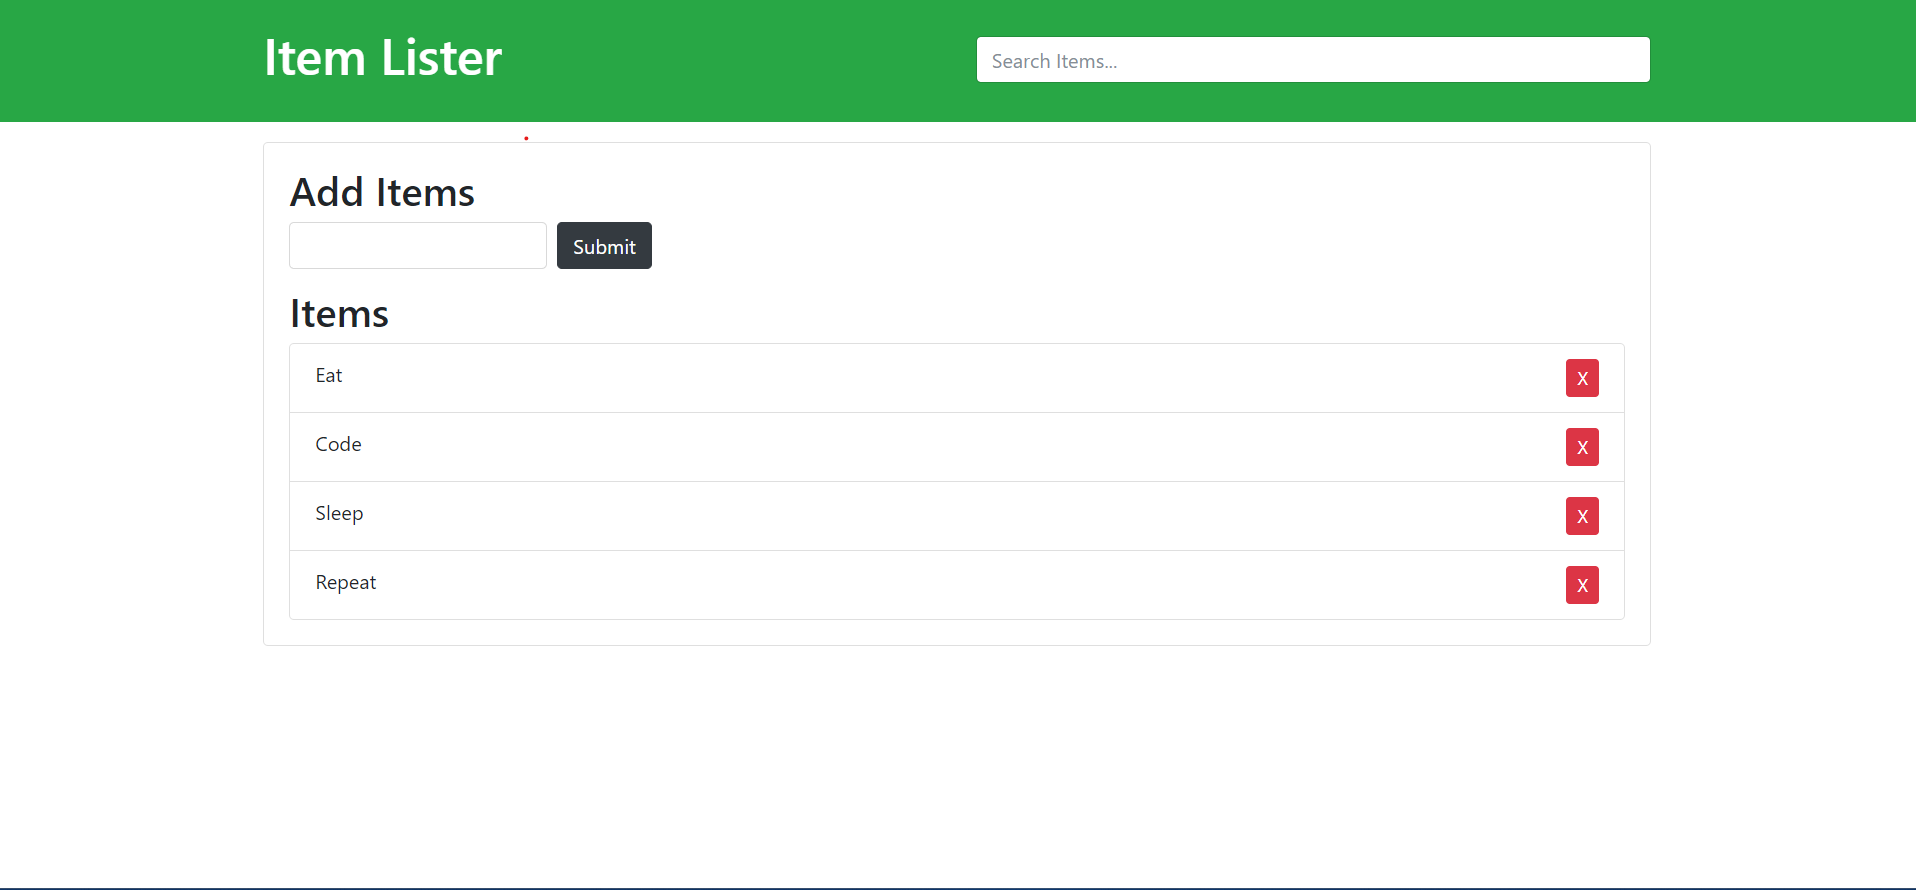 Item Lister
Search Items...
Add Items
Submit
Items
Eat X
Code X
Sleep X
Repeat X